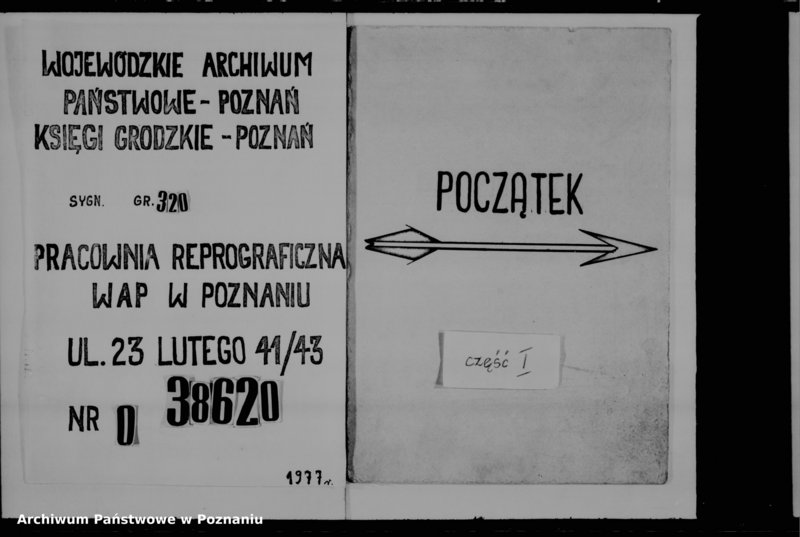 WOJEWÓDZKIE ARCHIWUM
PAŃSTWOWE - POZNAŃ
KSIĘGI GRODZKIE - POZNAŃ
SYGN. GR. 320
PRACOWNIA REPROGRAFICZNA
WAP W POZNANIU
UL. 23 LUTEGO 41/43
NR 0 38620
1977r.
POCZĄTEK
część I
Archiwum Państwowe w Poznaniu